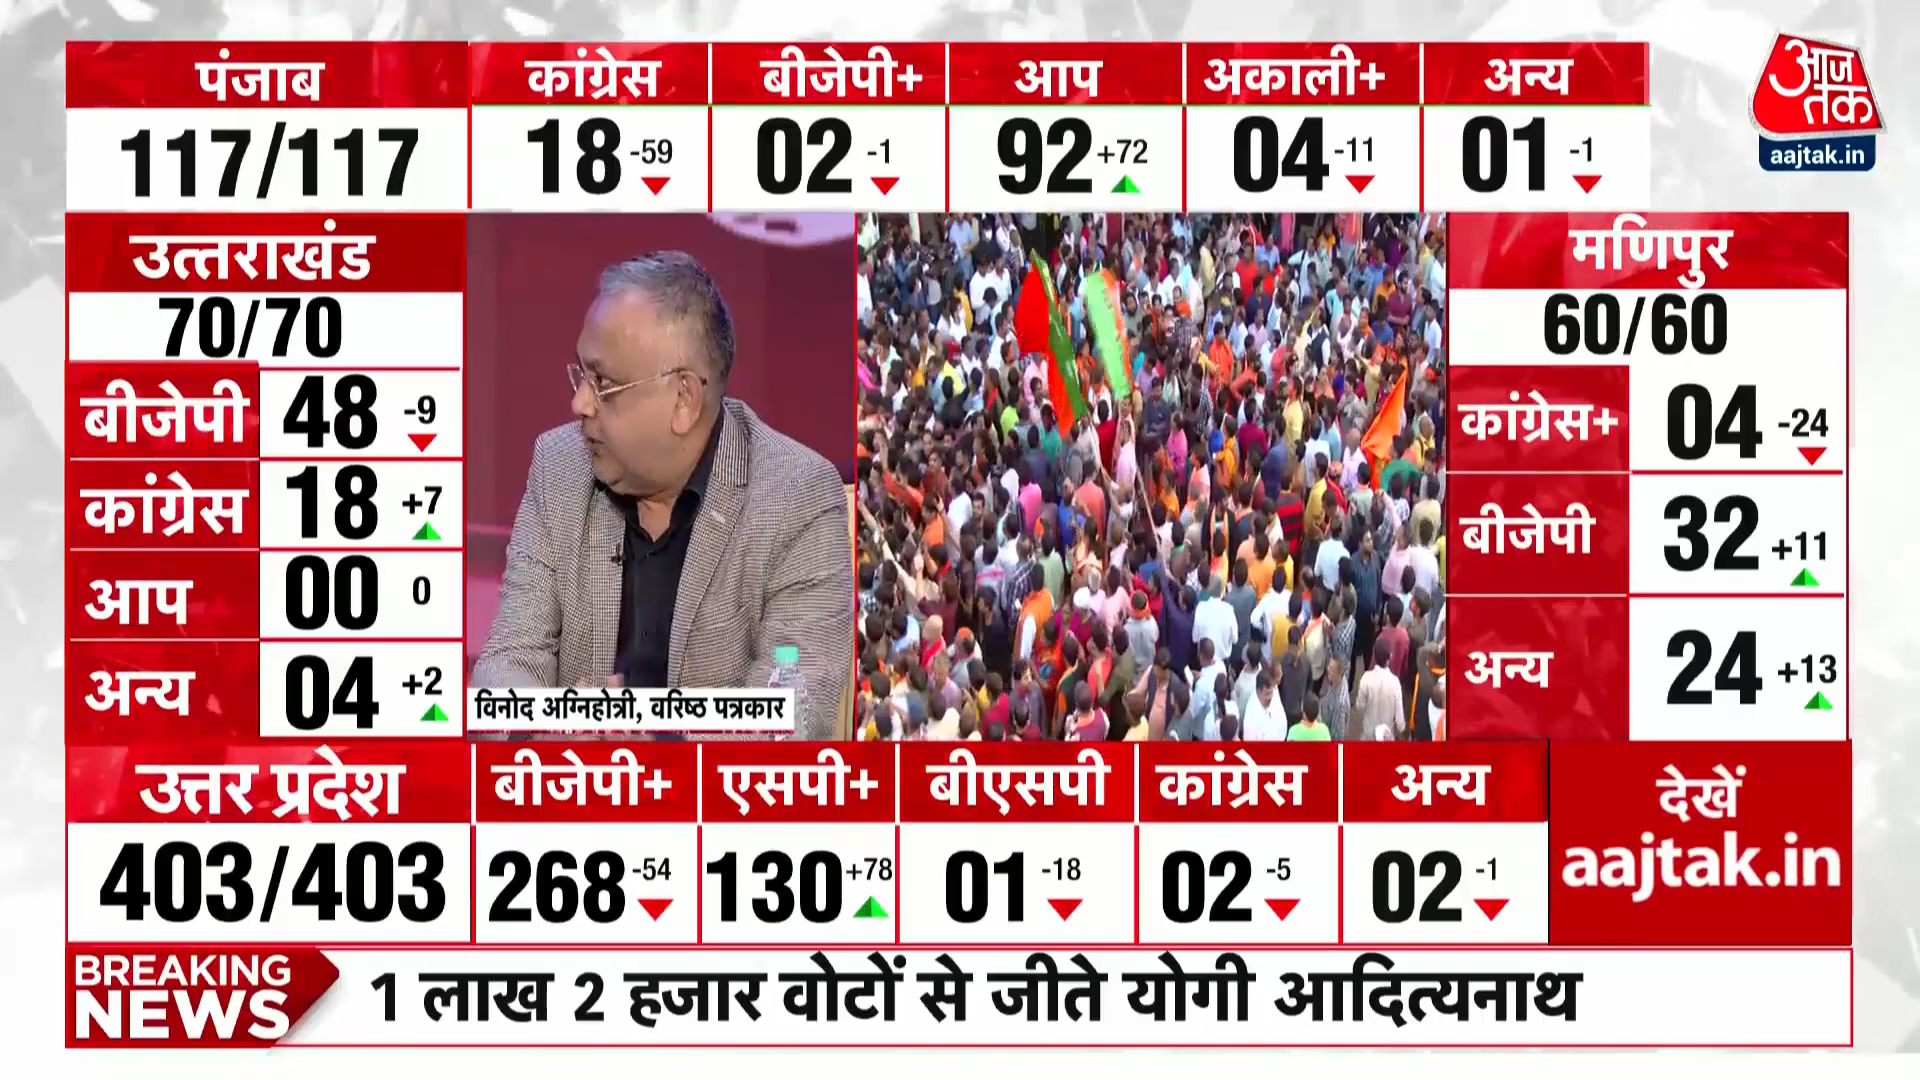 पंजाब
117/117
कांग्रेस
18 -59
बीजेपी+
02 -1
आप
92 +72
अकाली+
04 -11
अन्य
01 -1
आज तक
aajtak.in
उत्तराखंड
70/70
बीजेपी 48 -9
कांग्रेस 18 +7
आप 00 0
अन्य 04 +2
विनोद अग्निहोत्री, वरिष्ठ पत्रकार
मणिपुर
60/60
कांग्रेस+ 04 -24
बीजेपी 32 +11
अन्य 24 +13
उत्तर प्रदेश
403/403
बीजेपी+
268 -54
एसपी+
130 +78
बीएसपी
01 -18
कांग्रेस
02 -5
अन्य
02 -1
देखें
aajtak.in
BREAKING
NEWS
1 लाख 2 हजार वोटों से जीते योगी आदित्यनाथ